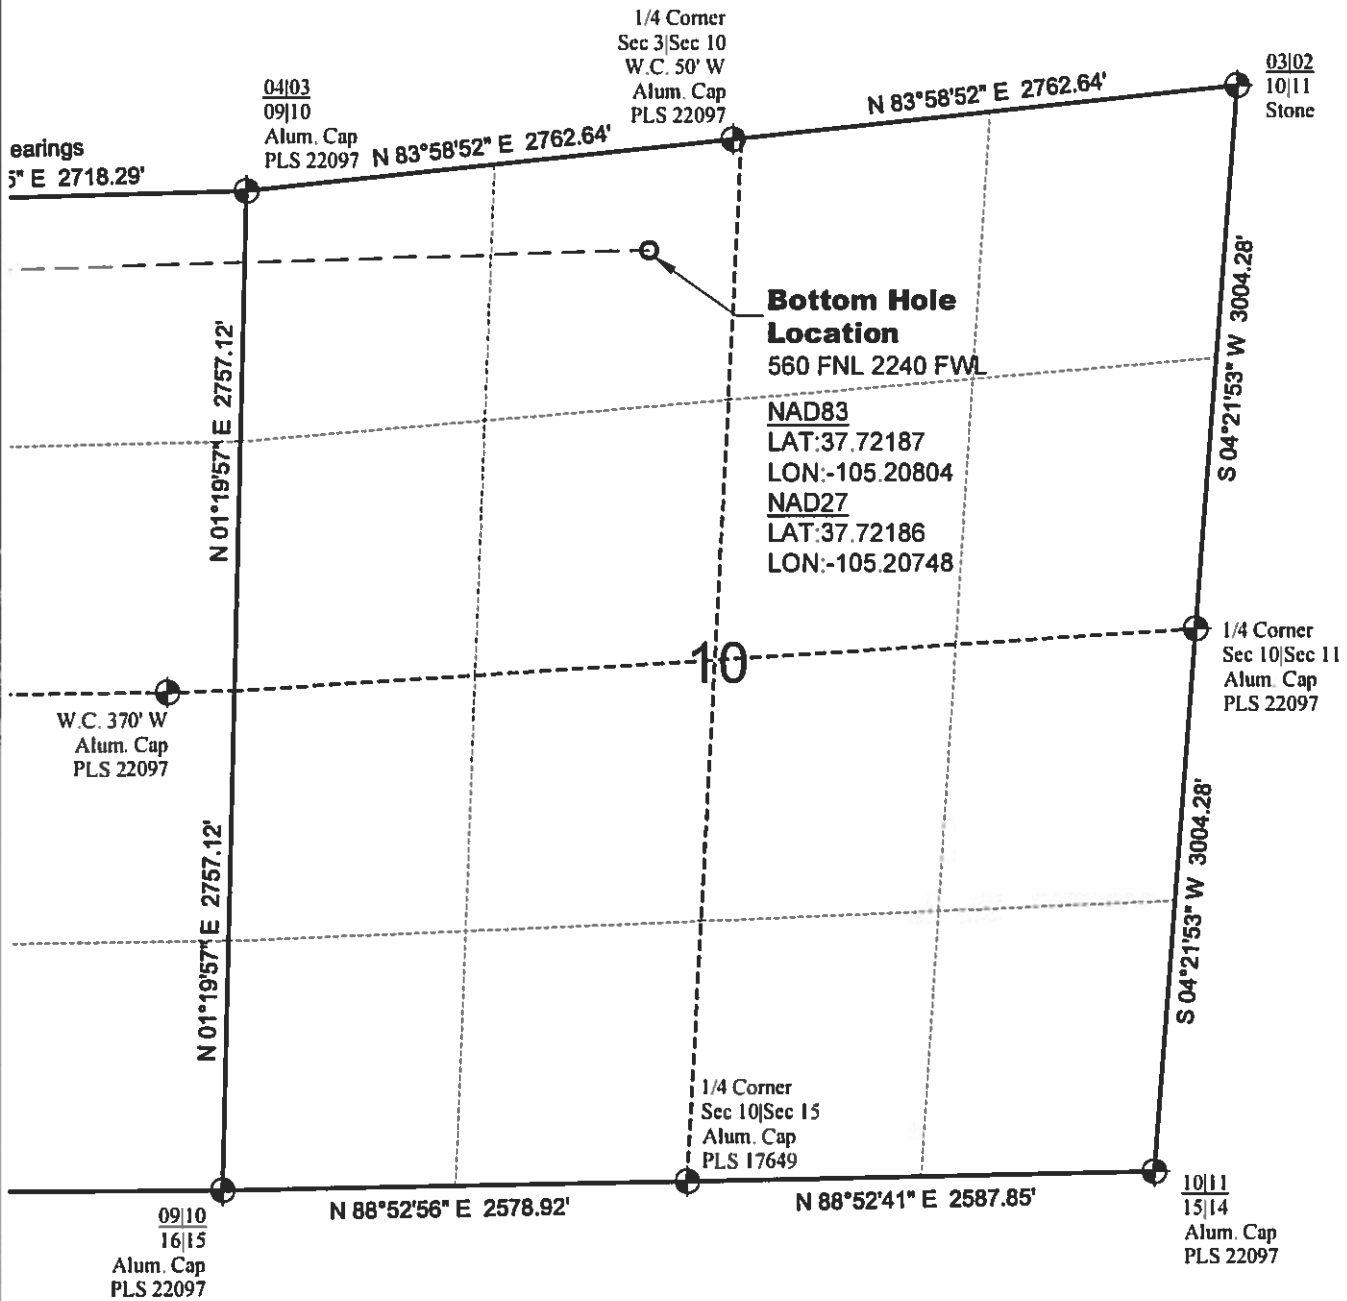 1/4 Corner
Sec 3|Sec 10
W.C. 50' W
Alum. Cap
PLS 22097
03|02
10|11
Stone
04|03
09|10
Alum. Cap
PLS 22097
N 83°58'52" E 2762.64'
N 83°58'52" E 2762.64'
earings
5" E 2718.29'
Bottom Hole
Location
560 FNL 2240 FWL
NAD83
LAT:37.72187
LON:-105.20804
NAD27
LAT:37.72186
LON:-105.20748
N 01°19'57" E 2757.12'
S 04°21'53" W 3004.28'
10
1/4 Corner
Sec 10|Sec 11
Alum. Cap
PLS 22097
W.C. 370' W
Alum. Cap
PLS 22097
N 01°19'57" E 2757.12'
S 04°21'53" W 3004.28'
1/4 Corner
Sec 10|Sec 15
Alum. Cap
PLS 17649
N 88°52'56" E 2578.92'
N 88°52'41" E 2587.85'
09|10
16|15
Alum. Cap
PLS 22097
10|11
15|14
Alum. Cap
PLS 22097